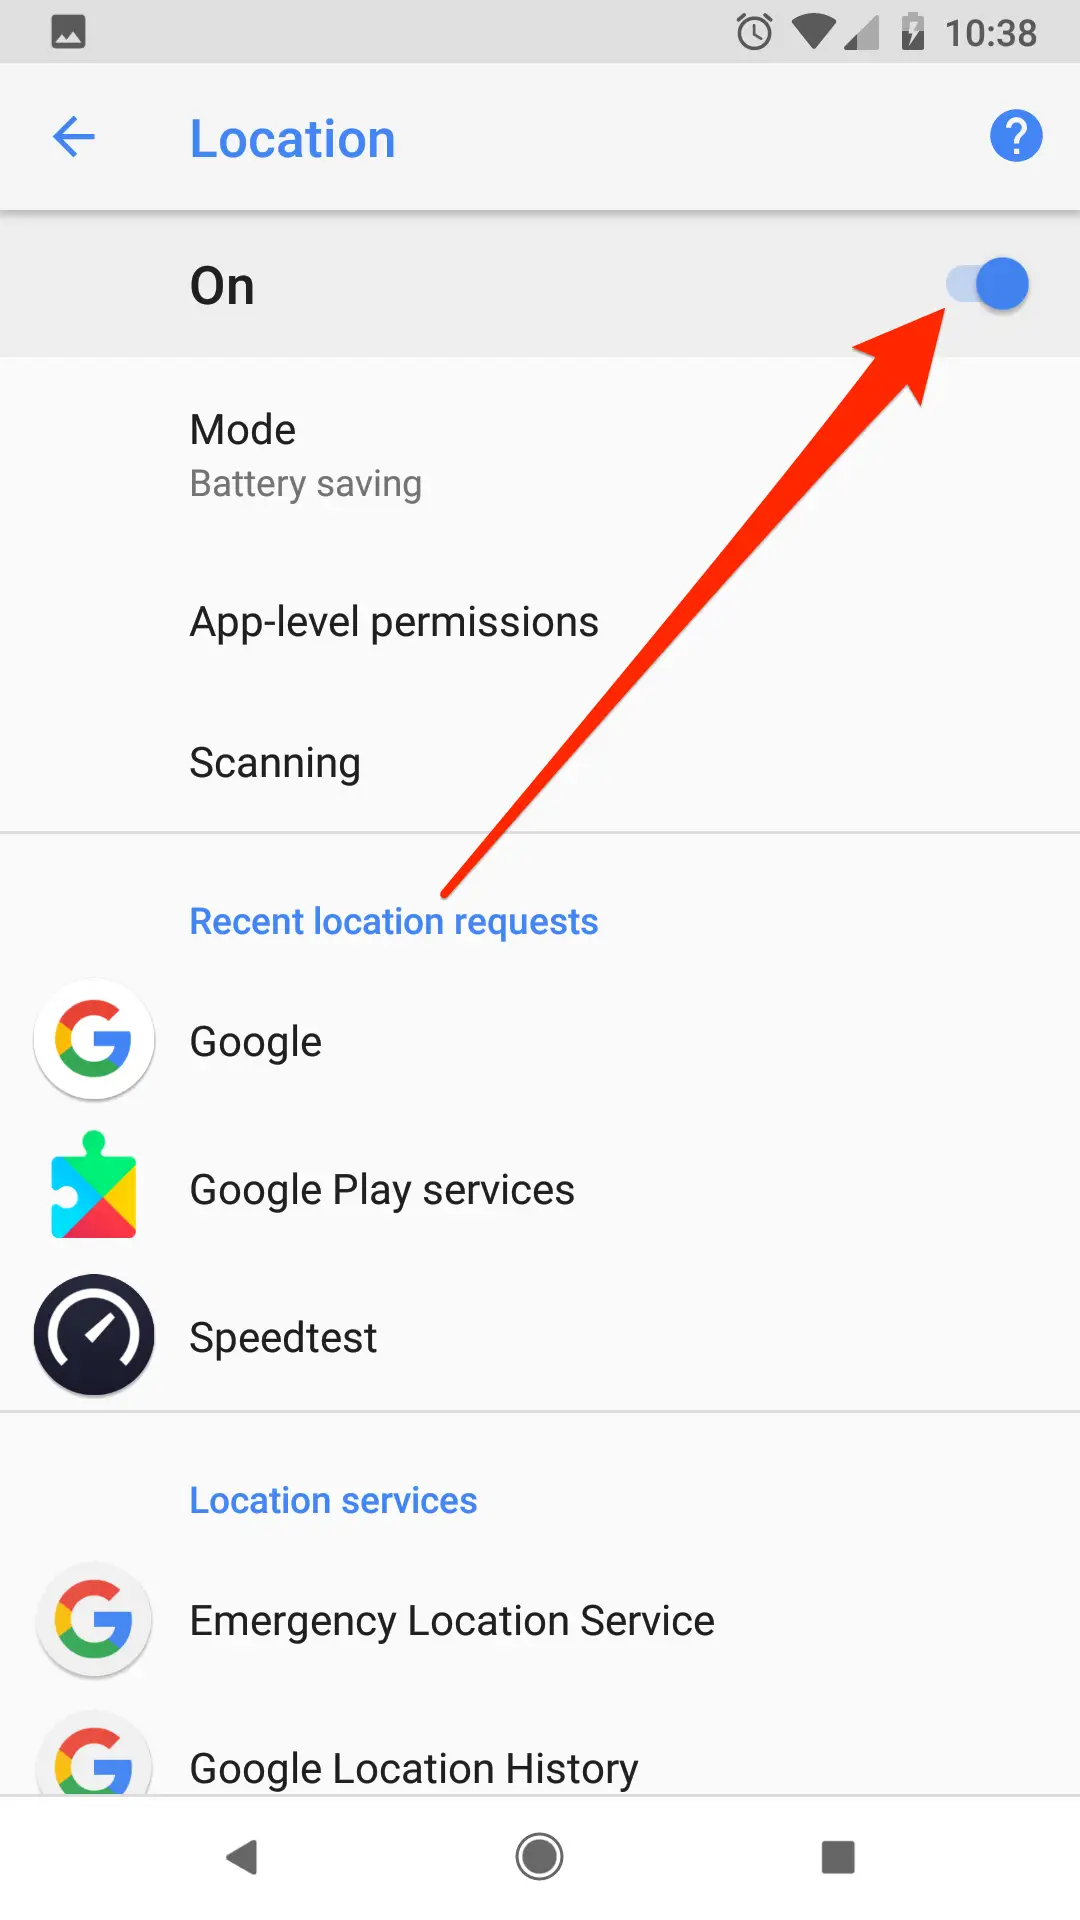 10:38
Location
On
Mode
Battery saving
App-level permissions
Scanning
Recent location requests
Google
Google Play services
Speedtest
Location services
Emergency Location Service
Google Location History